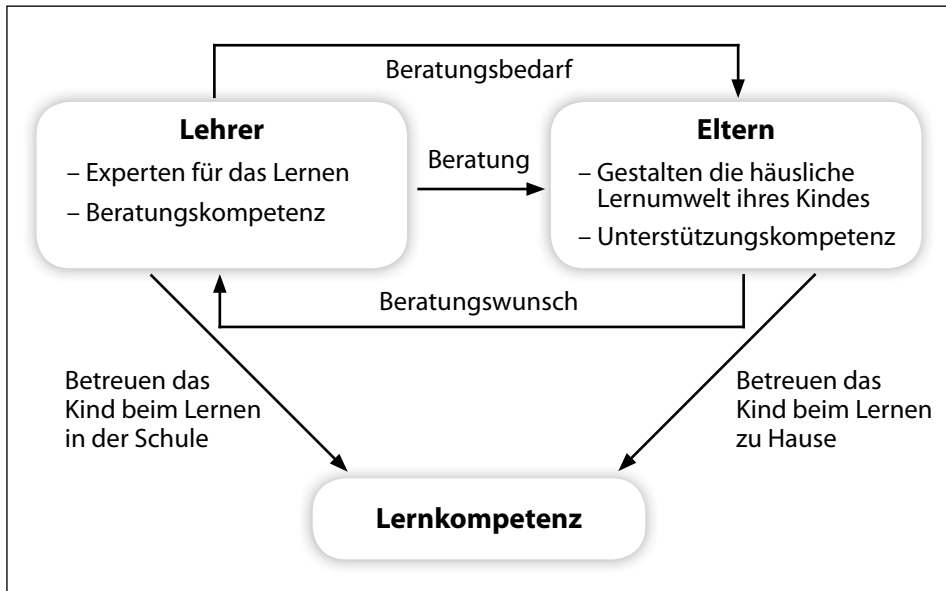 Beratungsbedarf
Lehrer
– Experten für das Lernen
– Beratungskompetenz
Beratung
Eltern
– Gestalten die häusliche
Lernumwelt ihres Kindes
– Unterstützungskompetenz
Beratungswunsch
Betreuen das
Kind beim Lernen
in der Schule
Betreuen das
Kind beim Lernen
zu Hause
Lernkompetenz